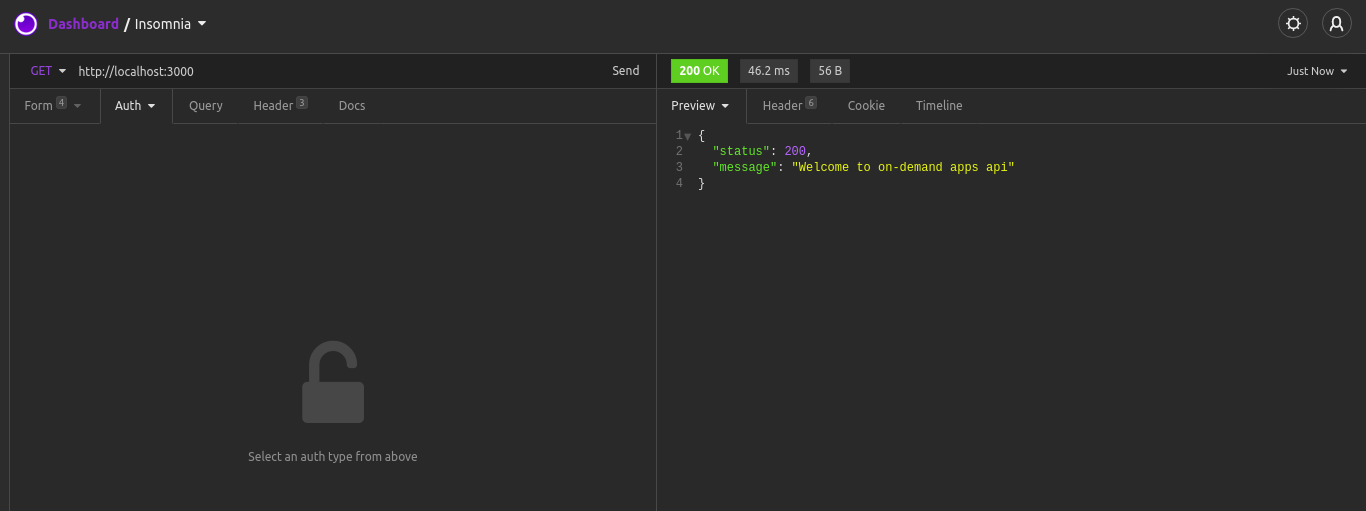 Dashboard / Insomnia
GET http://localhost:3000 Send
200 OK 46.2 ms 56 B Just Now
Form 4 Auth Query Header 3 Docs
Preview Header 6 Cookie Timeline
1 {
2 "status": 200,
3 "message": "Welcome to on-demand apps api"
4 }
Select an auth type from above